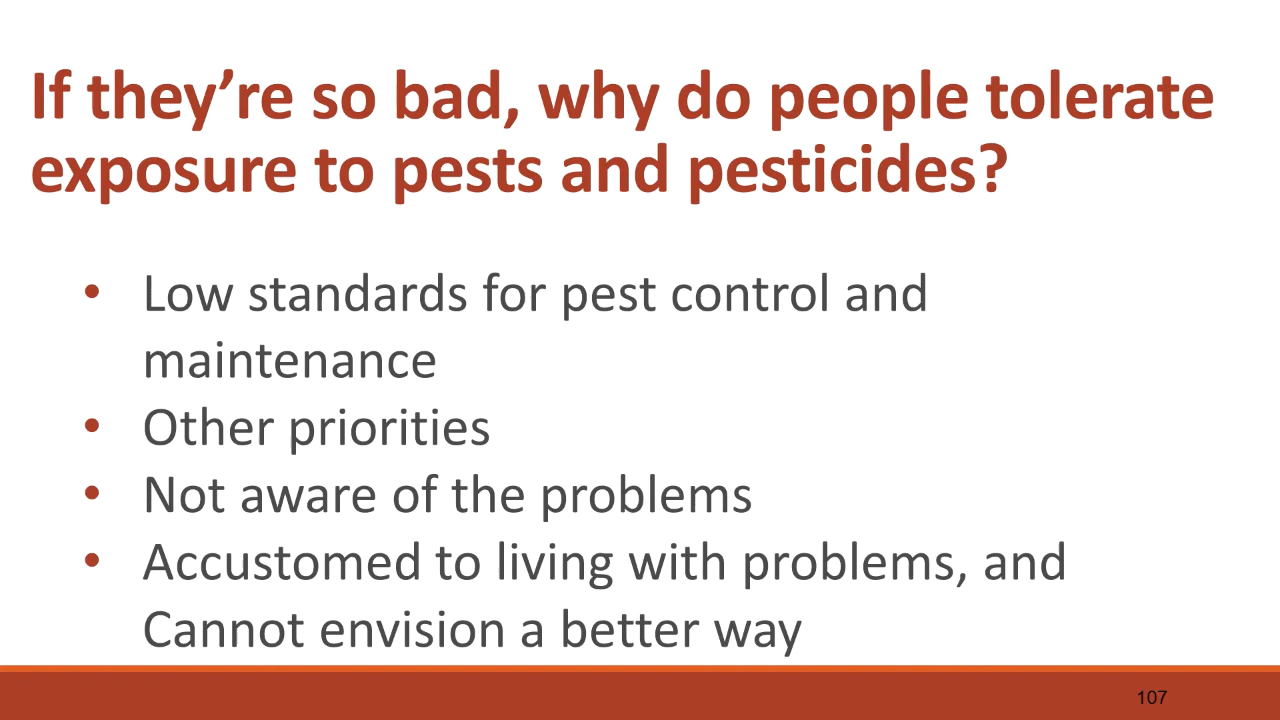 If they’re so bad, why do people tolerate
exposure to pests and pesticides?
• Low standards for pest control and
maintenance
• Other priorities
• Not aware of the problems
• Accustomed to living with problems, and
Cannot envision a better way
107